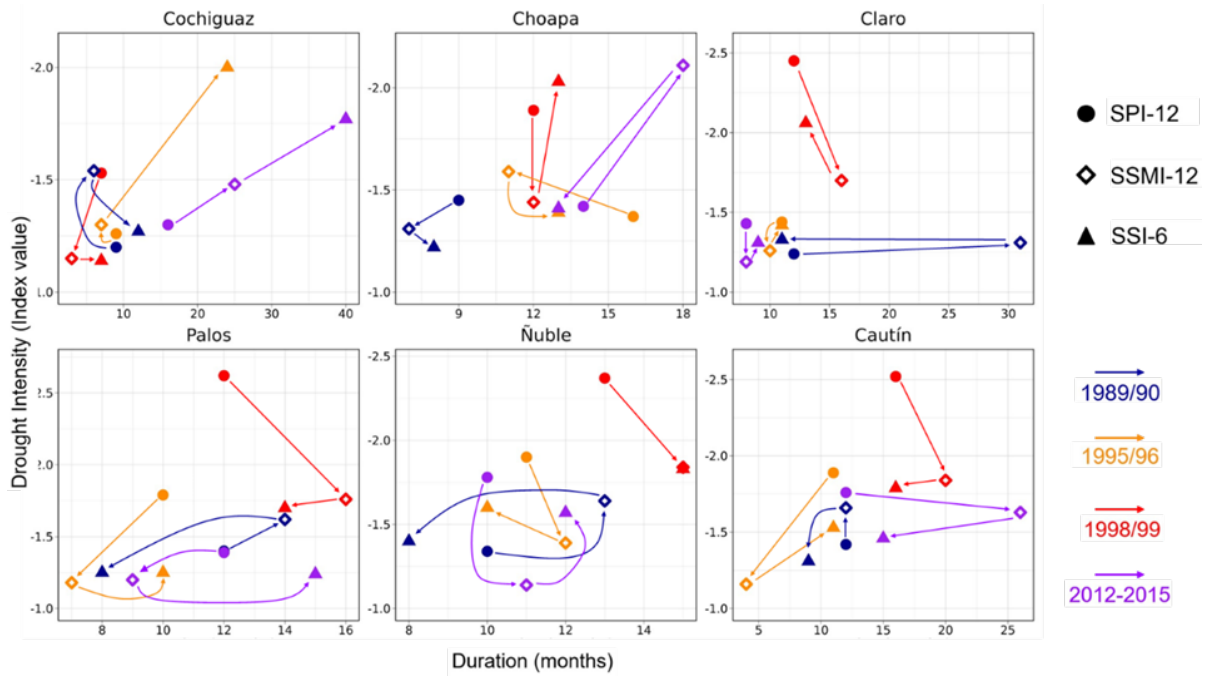 Cochiguaz Choapa Claro
-2.0
-1.5
1.0
10 20 30 40
-2.0
-1.5
-1.0
9 12 15 18
-2.5
-2.0
-1.5
-1.0
10 15 20 25 30
SPI-12
SSMI-12
SSI-6
Drought Intensity (Index value)
Palos Ñuble Cautín
2.5
2.0
-1.5
-1.0
8 10 12 14 16
-2.5
-2.0
-1.5
-1.0
8 10 12 14
-2.5
-2.0
-1.5
-1.0
5 10 15 20 25
1989/90
1995/96
1998/99
2012-2015
Duration (months)